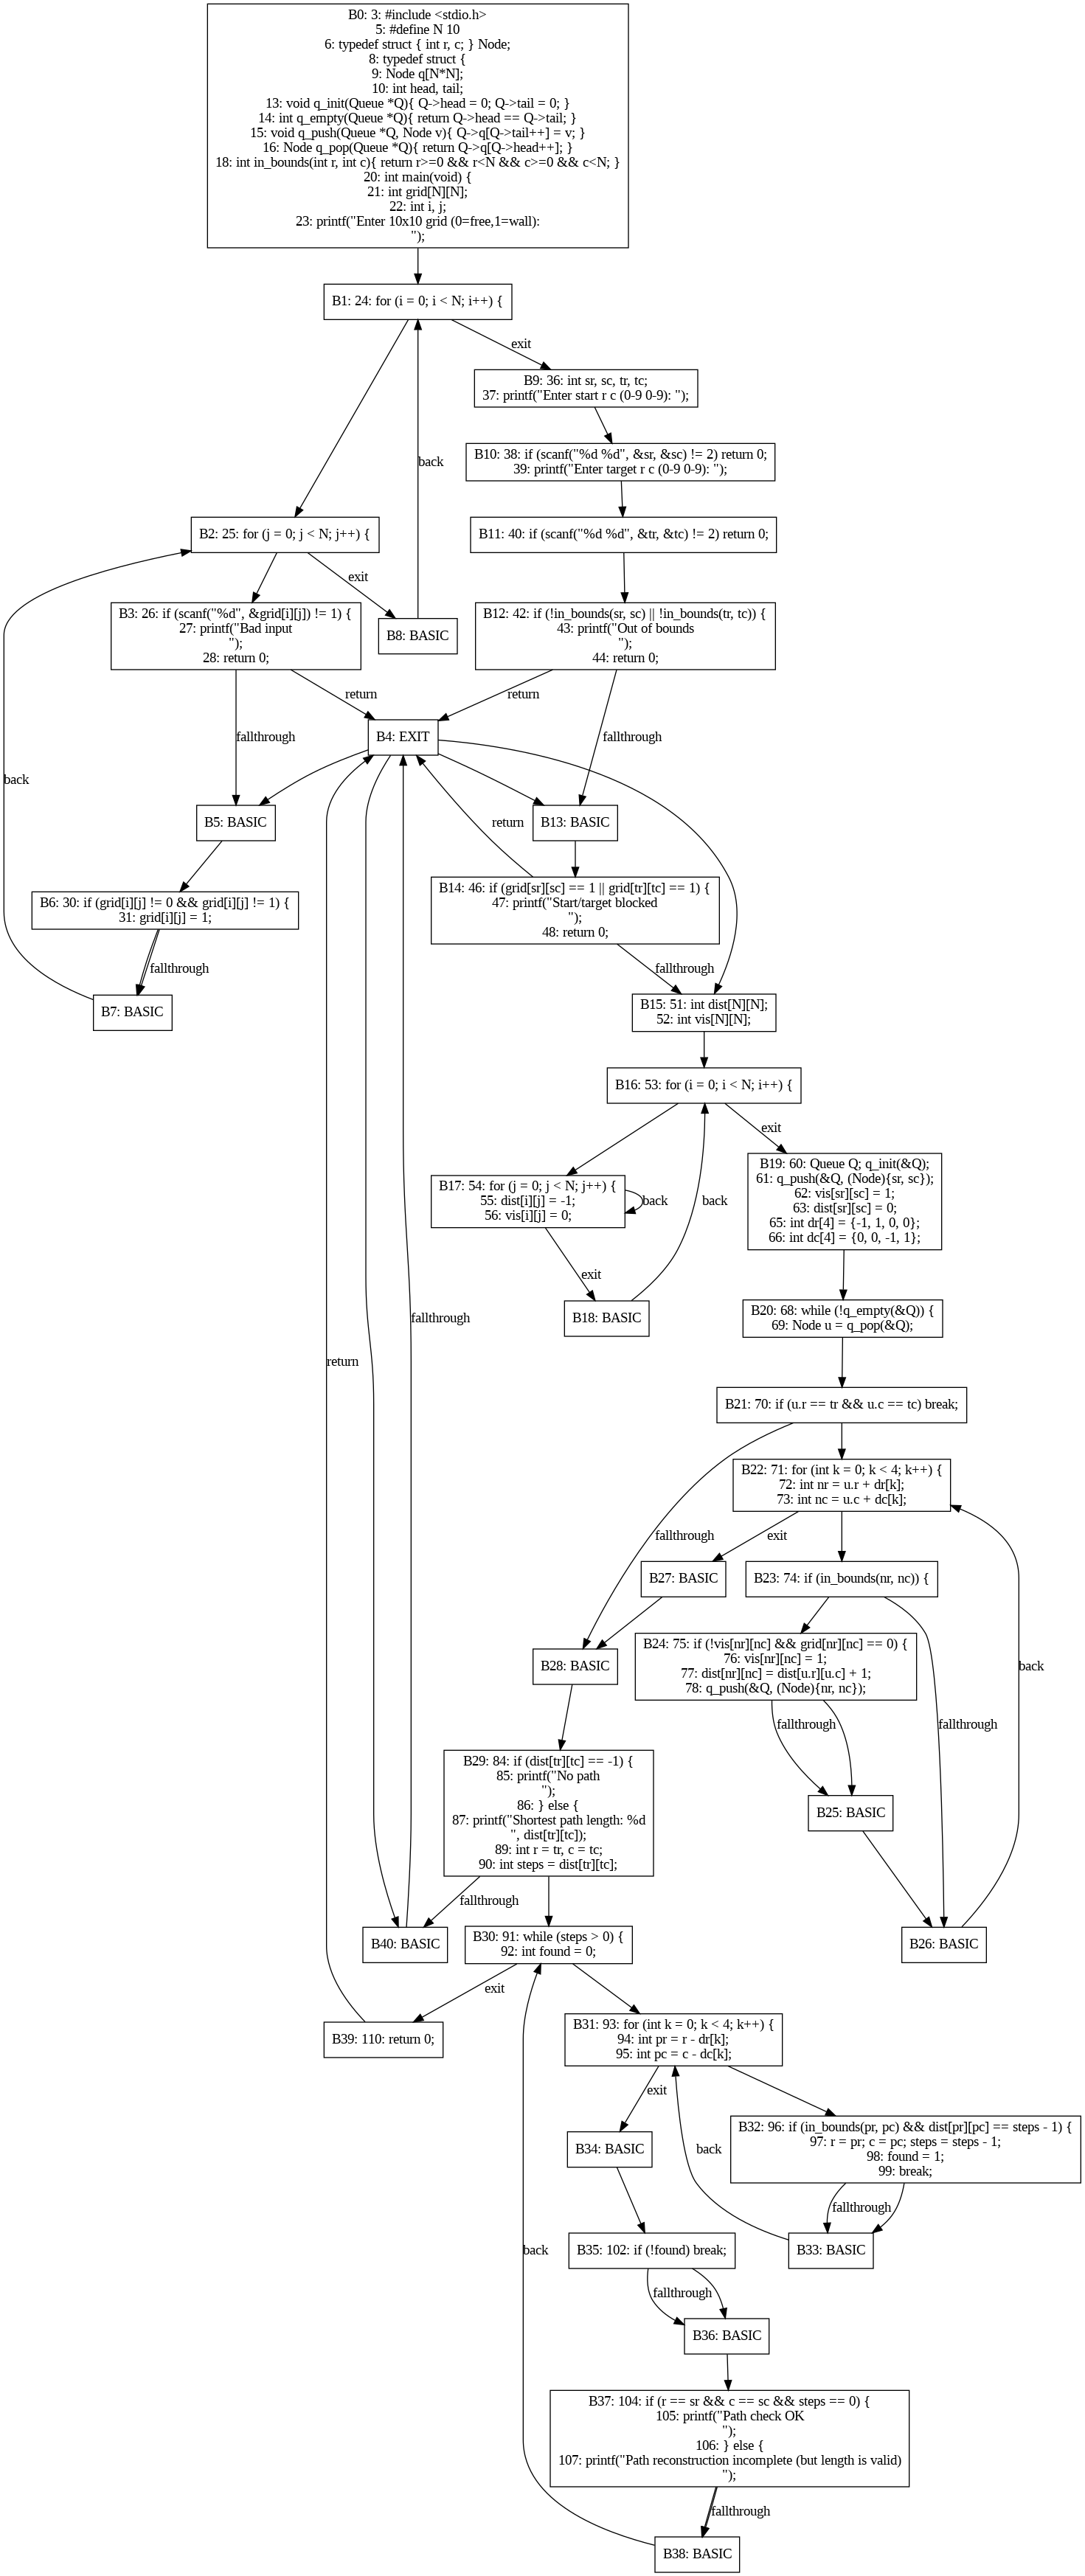 B0: 3: #include <stdio.h>
5: #define N 10
6: typedef struct { int r, c; } Node;
8: typedef struct {
9: Node q[N*N];
10: int head, tail;
13: void q_init(Queue *Q){ Q->head = 0; Q->tail = 0; }
14: int q_empty(Queue *Q){ return Q->head == Q->tail; }
15: void q_push(Queue *Q, Node v){ Q->q[Q->tail++] = v; }
16: Node q_pop(Queue *Q){ return Q->q[Q->head++]; }
18: int in_bounds(int r, int c){ return r>=0 && r<N && c>=0 && c<N; }
20: int main(void) {
21: int grid[N][N];
22: int i, j;
23: printf("Enter 10x10 grid (0=free,1=wall):
");
B1: 24: for (i = 0; i < N; i++) {
exit
B9: 36: int sr, sc, tr, tc;
37: printf("Enter start r c (0-9 0-9): ");
back
B10: 38: if (scanf("%d %d", &sr, &sc) != 2) return 0;
39: printf("Enter target r c (0-9 0-9): ");
B2: 25: for (j = 0; j < N; j++) {
B11: 40: if (scanf("%d %d", &tr, &tc) != 2) return 0;
exit
B3: 26: if (scanf("%d", &grid[i][j]) != 1) {
27: printf("Bad input
");
28: return 0;
B8: BASIC
B12: 42: if (!in_bounds(sr, sc) || !in_bounds(tr, tc)) {
43: printf("Out of bounds
");
44: return 0;
return
return
fallthrough
B4: EXIT
fallthrough
back
B5: BASIC
return
B13: BASIC
B6: 30: if (grid[i][j] != 0 && grid[i][j] != 1) {
31: grid[i][j] = 1;
B14: 46: if (grid[sr][sc] == 1 || grid[tr][tc] == 1) {
47: printf("Start/target blocked
");
48: return 0;
fallthrough
fallthrough
B7: BASIC
B15: 51: int dist[N][N];
52: int vis[N][N];
B16: 53: for (i = 0; i < N; i++) {
exit
B17: 54: for (j = 0; j < N; j++) {
55: dist[i][j] = -1;
56: vis[i][j] = 0;
back
back
B19: 60: Queue Q; q_init(&Q);
61: q_push(&Q, (Node){sr, sc});
62: vis[sr][sc] = 1;
63: dist[sr][sc] = 0;
65: int dr[4] = {-1, 1, 0, 0};
66: int dc[4] = {0, 0, -1, 1};
exit
B18: BASIC
fallthrough
return
B20: 68: while (!q_empty(&Q)) {
69: Node u = q_pop(&Q);
B21: 70: if (u.r == tr && u.c == tc) break;
B22: 71: for (int k = 0; k < 4; k++) {
72: int nr = u.r + dr[k];
73: int nc = u.c + dc[k];
fallthrough
exit
B27: BASIC
B23: 74: if (in_bounds(nr, nc)) {
B28: BASIC
B24: 75: if (!vis[nr][nc] && grid[nr][nc] == 0) {
76: vis[nr][nc] = 1;
77: dist[nr][nc] = dist[u.r][u.c] + 1;
78: q_push(&Q, (Node){nr, nc});
back
fallthrough
fallthrough
B29: 84: if (dist[tr][tc] == -1) {
85: printf("No path
");
86: } else {
87: printf("Shortest path length: %d
", dist[tr][tc]);
89: int r = tr, c = tc;
90: int steps = dist[tr][tc];
B25: BASIC
fallthrough
B40: BASIC
B30: 91: while (steps > 0) {
92: int found = 0;
B26: BASIC
exit
B39: 110: return 0;
B31: 93: for (int k = 0; k < 4; k++) {
94: int pr = r - dr[k];
95: int pc = c - dc[k];
exit
B34: BASIC
back
B32: 96: if (in_bounds(pr, pc) && dist[pr][pc] == steps - 1) {
97: r = pr; c = pc; steps = steps - 1;
98: found = 1;
99: break;
fallthrough
back
B35: 102: if (!found) break;
B33: BASIC
fallthrough
B36: BASIC
B37: 104: if (r == sr && c == sc && steps == 0) {
105: printf("Path check OK
");
106: } else {
107: printf("Path reconstruction incomplete (but length is valid)
");
fallthrough
B38: BASIC